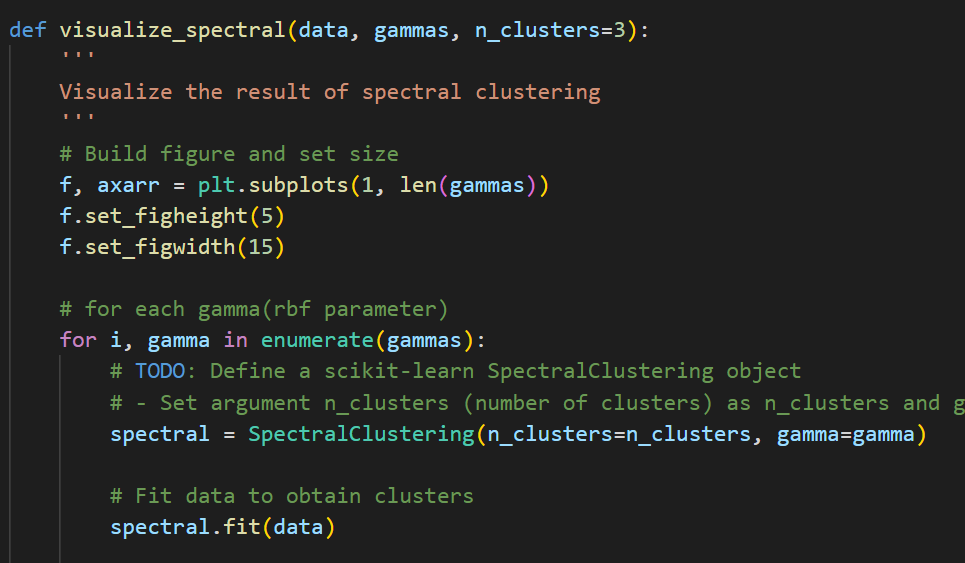 def visualize_spectral(data, gammas, n_clusters=3):
'''
Visualize the result of spectral clustering
'''
# Build figure and set size
f, axarr = plt.subplots(1, len(gammas))
f.set_figheight(5)
f.set_figwidth(15)
# for each gamma(rbf parameter)
for i, gamma in enumerate(gammas):
# TODO: Define a scikit-learn SpectralClustering object
# - Set argument n_clusters (number of clusters) as n_clusters and g
spectral = SpectralClustering(n_clusters=n_clusters, gamma=gamma)
# Fit data to obtain clusters
spectral.fit(data)